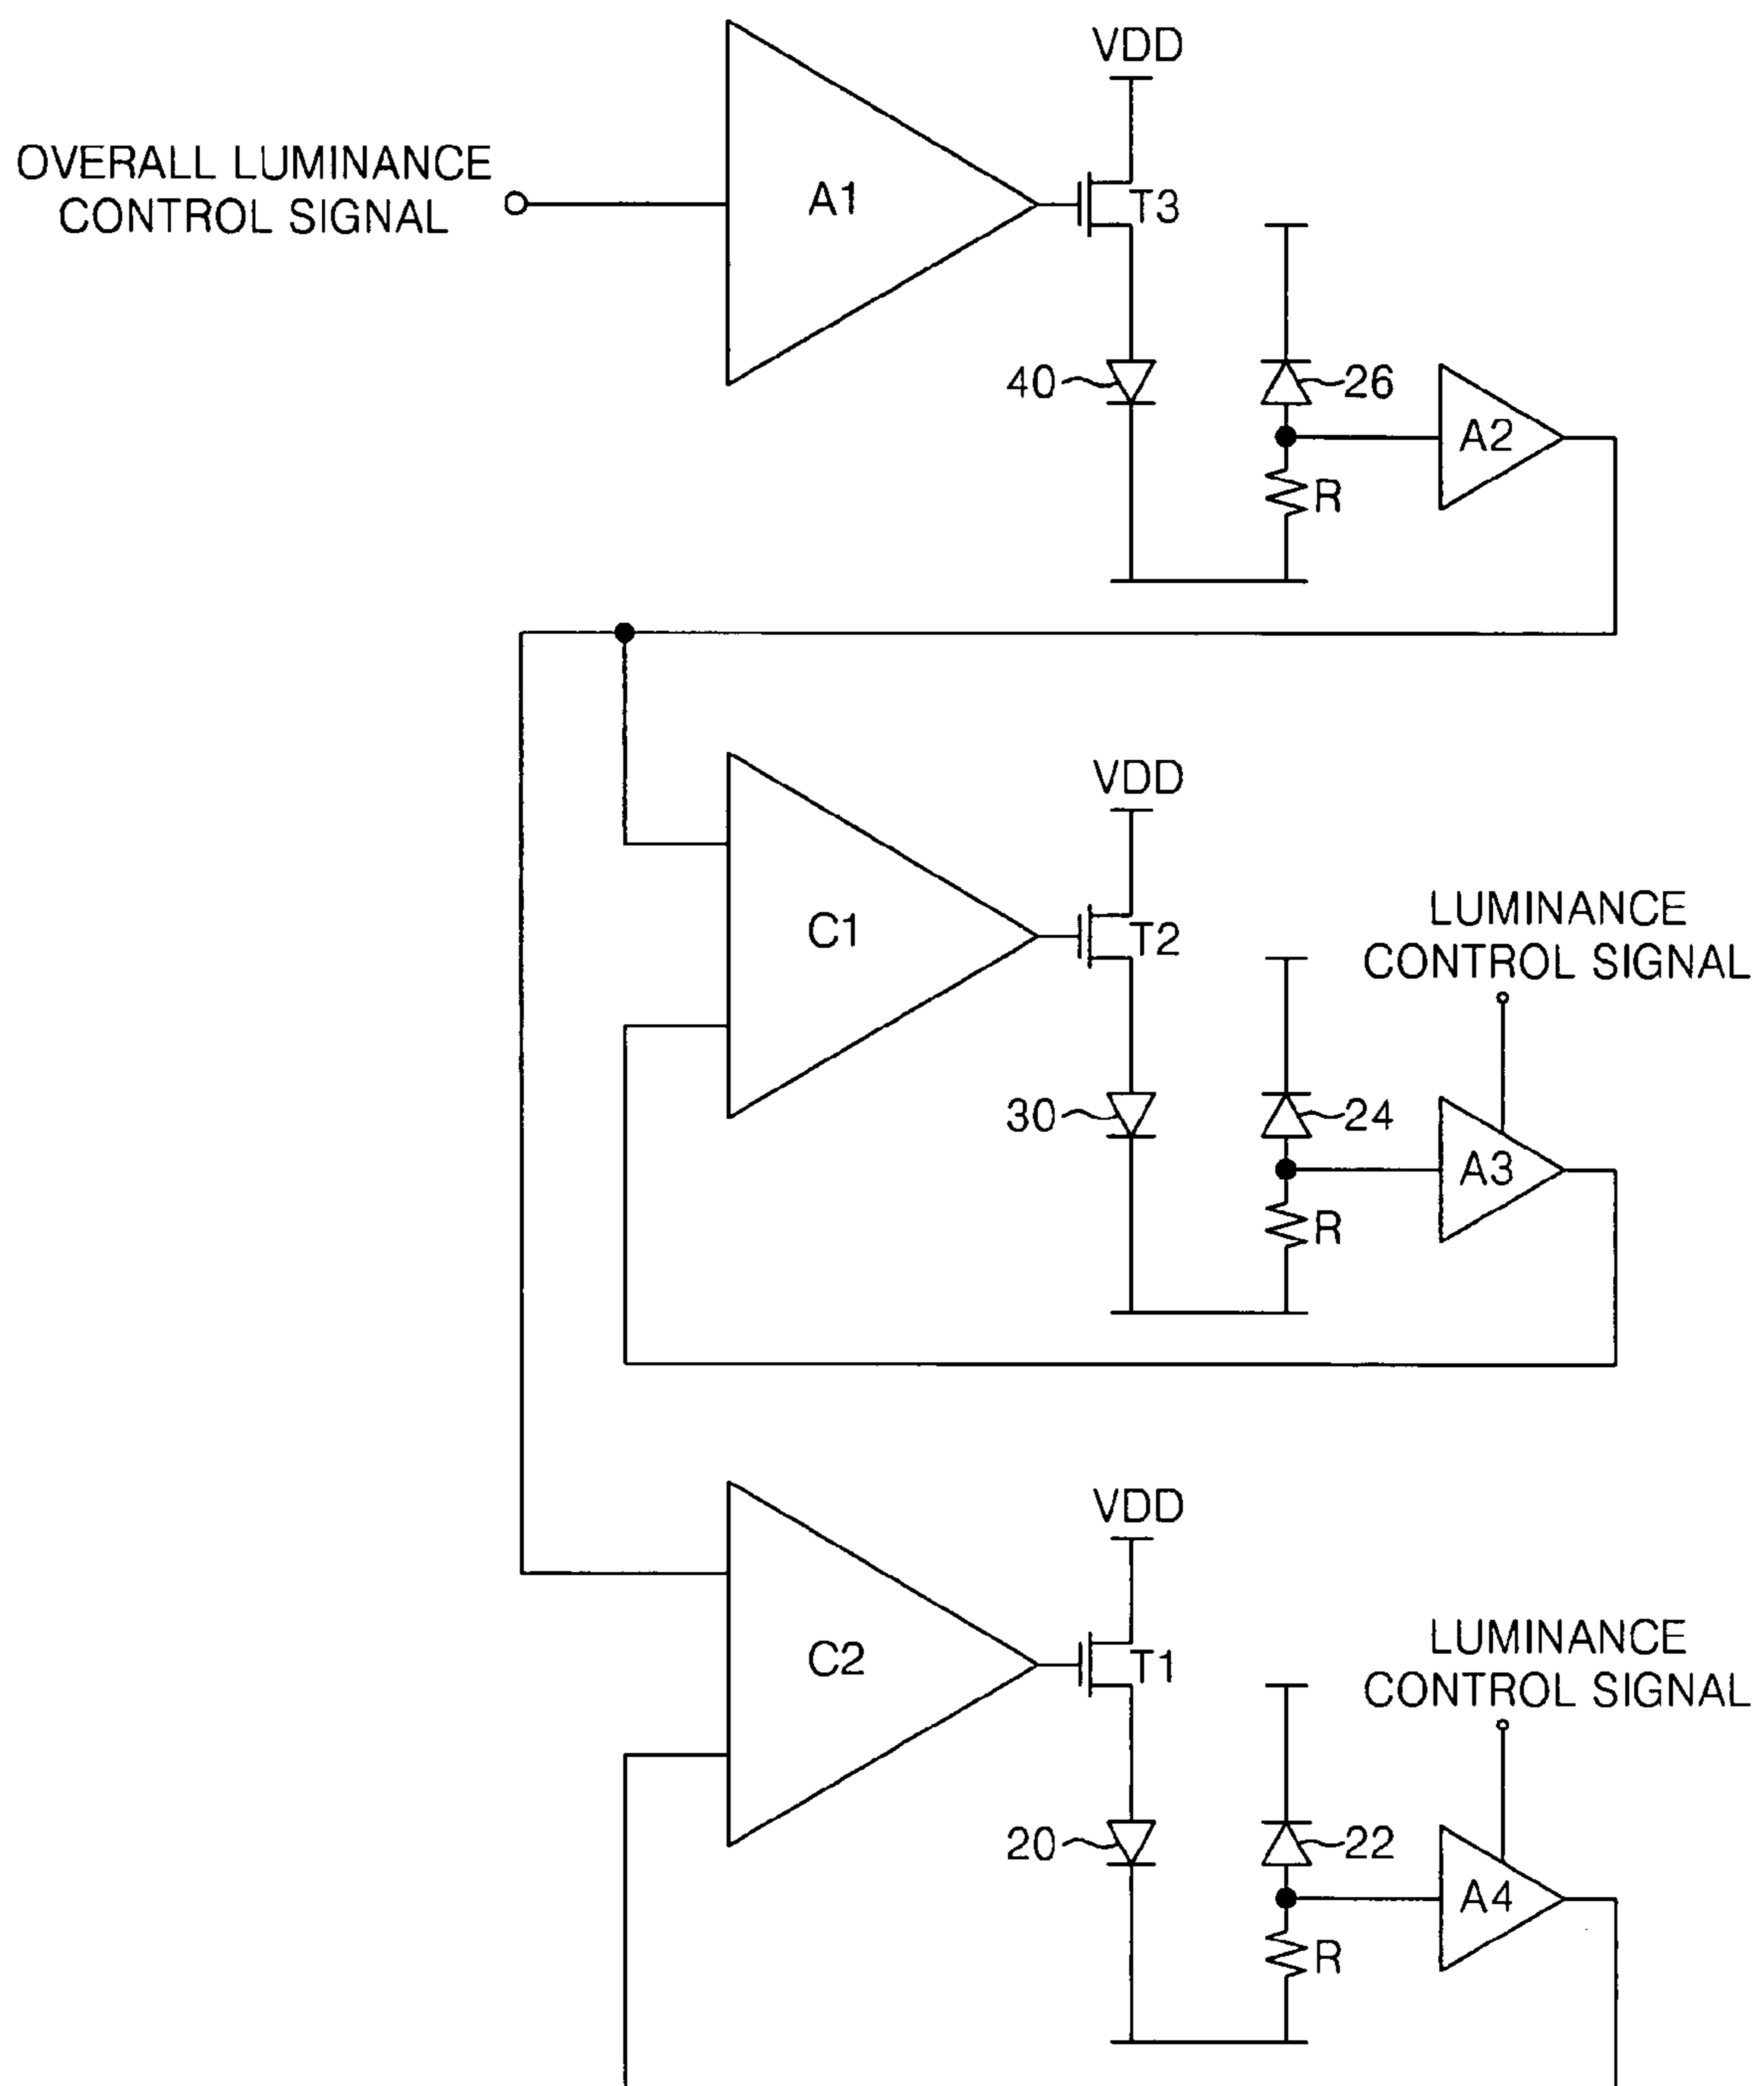 VDD
OVERALL LUMINANCE
CONTROL SIGNAL
A1
T3
40
26
A2
R
VDD
C1
T2
LUMINANCE
CONTROL SIGNAL
30
24
A3
R
VDD
C2
T1
LUMINANCE
CONTROL SIGNAL
20
22
A4
R